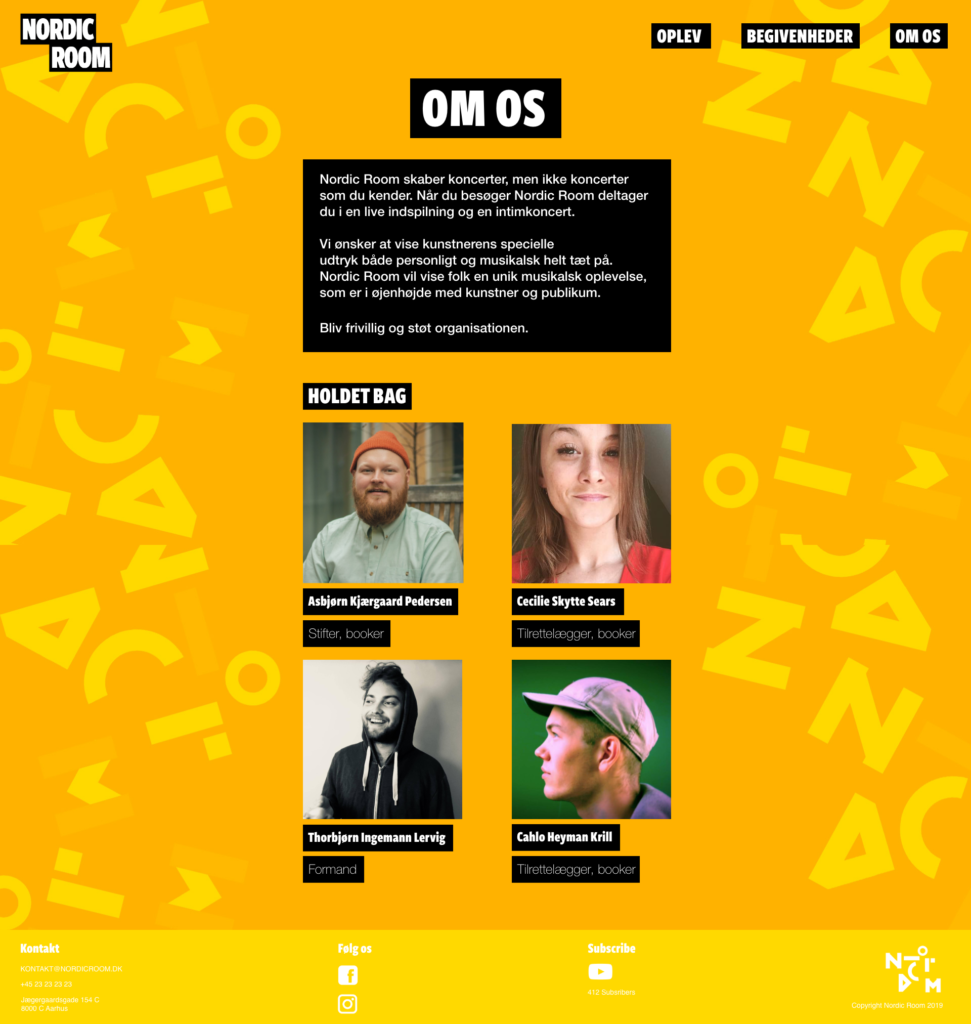 NORDIC
ROOM
OPLEV
BEGIVENHEDER
OM OS
OM OS
Nordic Room skaber koncerter, men ikke koncerter
som du kender. Når du besøger Nordic Room deltager
du i en live indspilning og en intimkoncert.
Vi ønsker at vise kunstnerens specielle
udtryk både personligt og musikalsk helt tæt på.
Nordic Room vil vise folk en unik musikalsk oplevelse,
som er i øjenhøjde med kunstner og publikum.
Bliv frivillig og støt organisationen.
HOLDET BAG
Asbjørn Kjærgaard Pedersen
Stifter, booker
Cecilie Skytte Sears
Tilrettelægger, booker
Thorbjørn Ingemann Lervig
Formand
Cahlo Heyman Krill
Tilrettelægger, booker
Kontakt
KONTAKT@NORDICROOM.DK
+45 23 23 23 23
Jægergaardsgade 154 C
8000 C Aarhus
Følg os
Subscribe
412 Subsribers
Copyright Nordic Room 2019